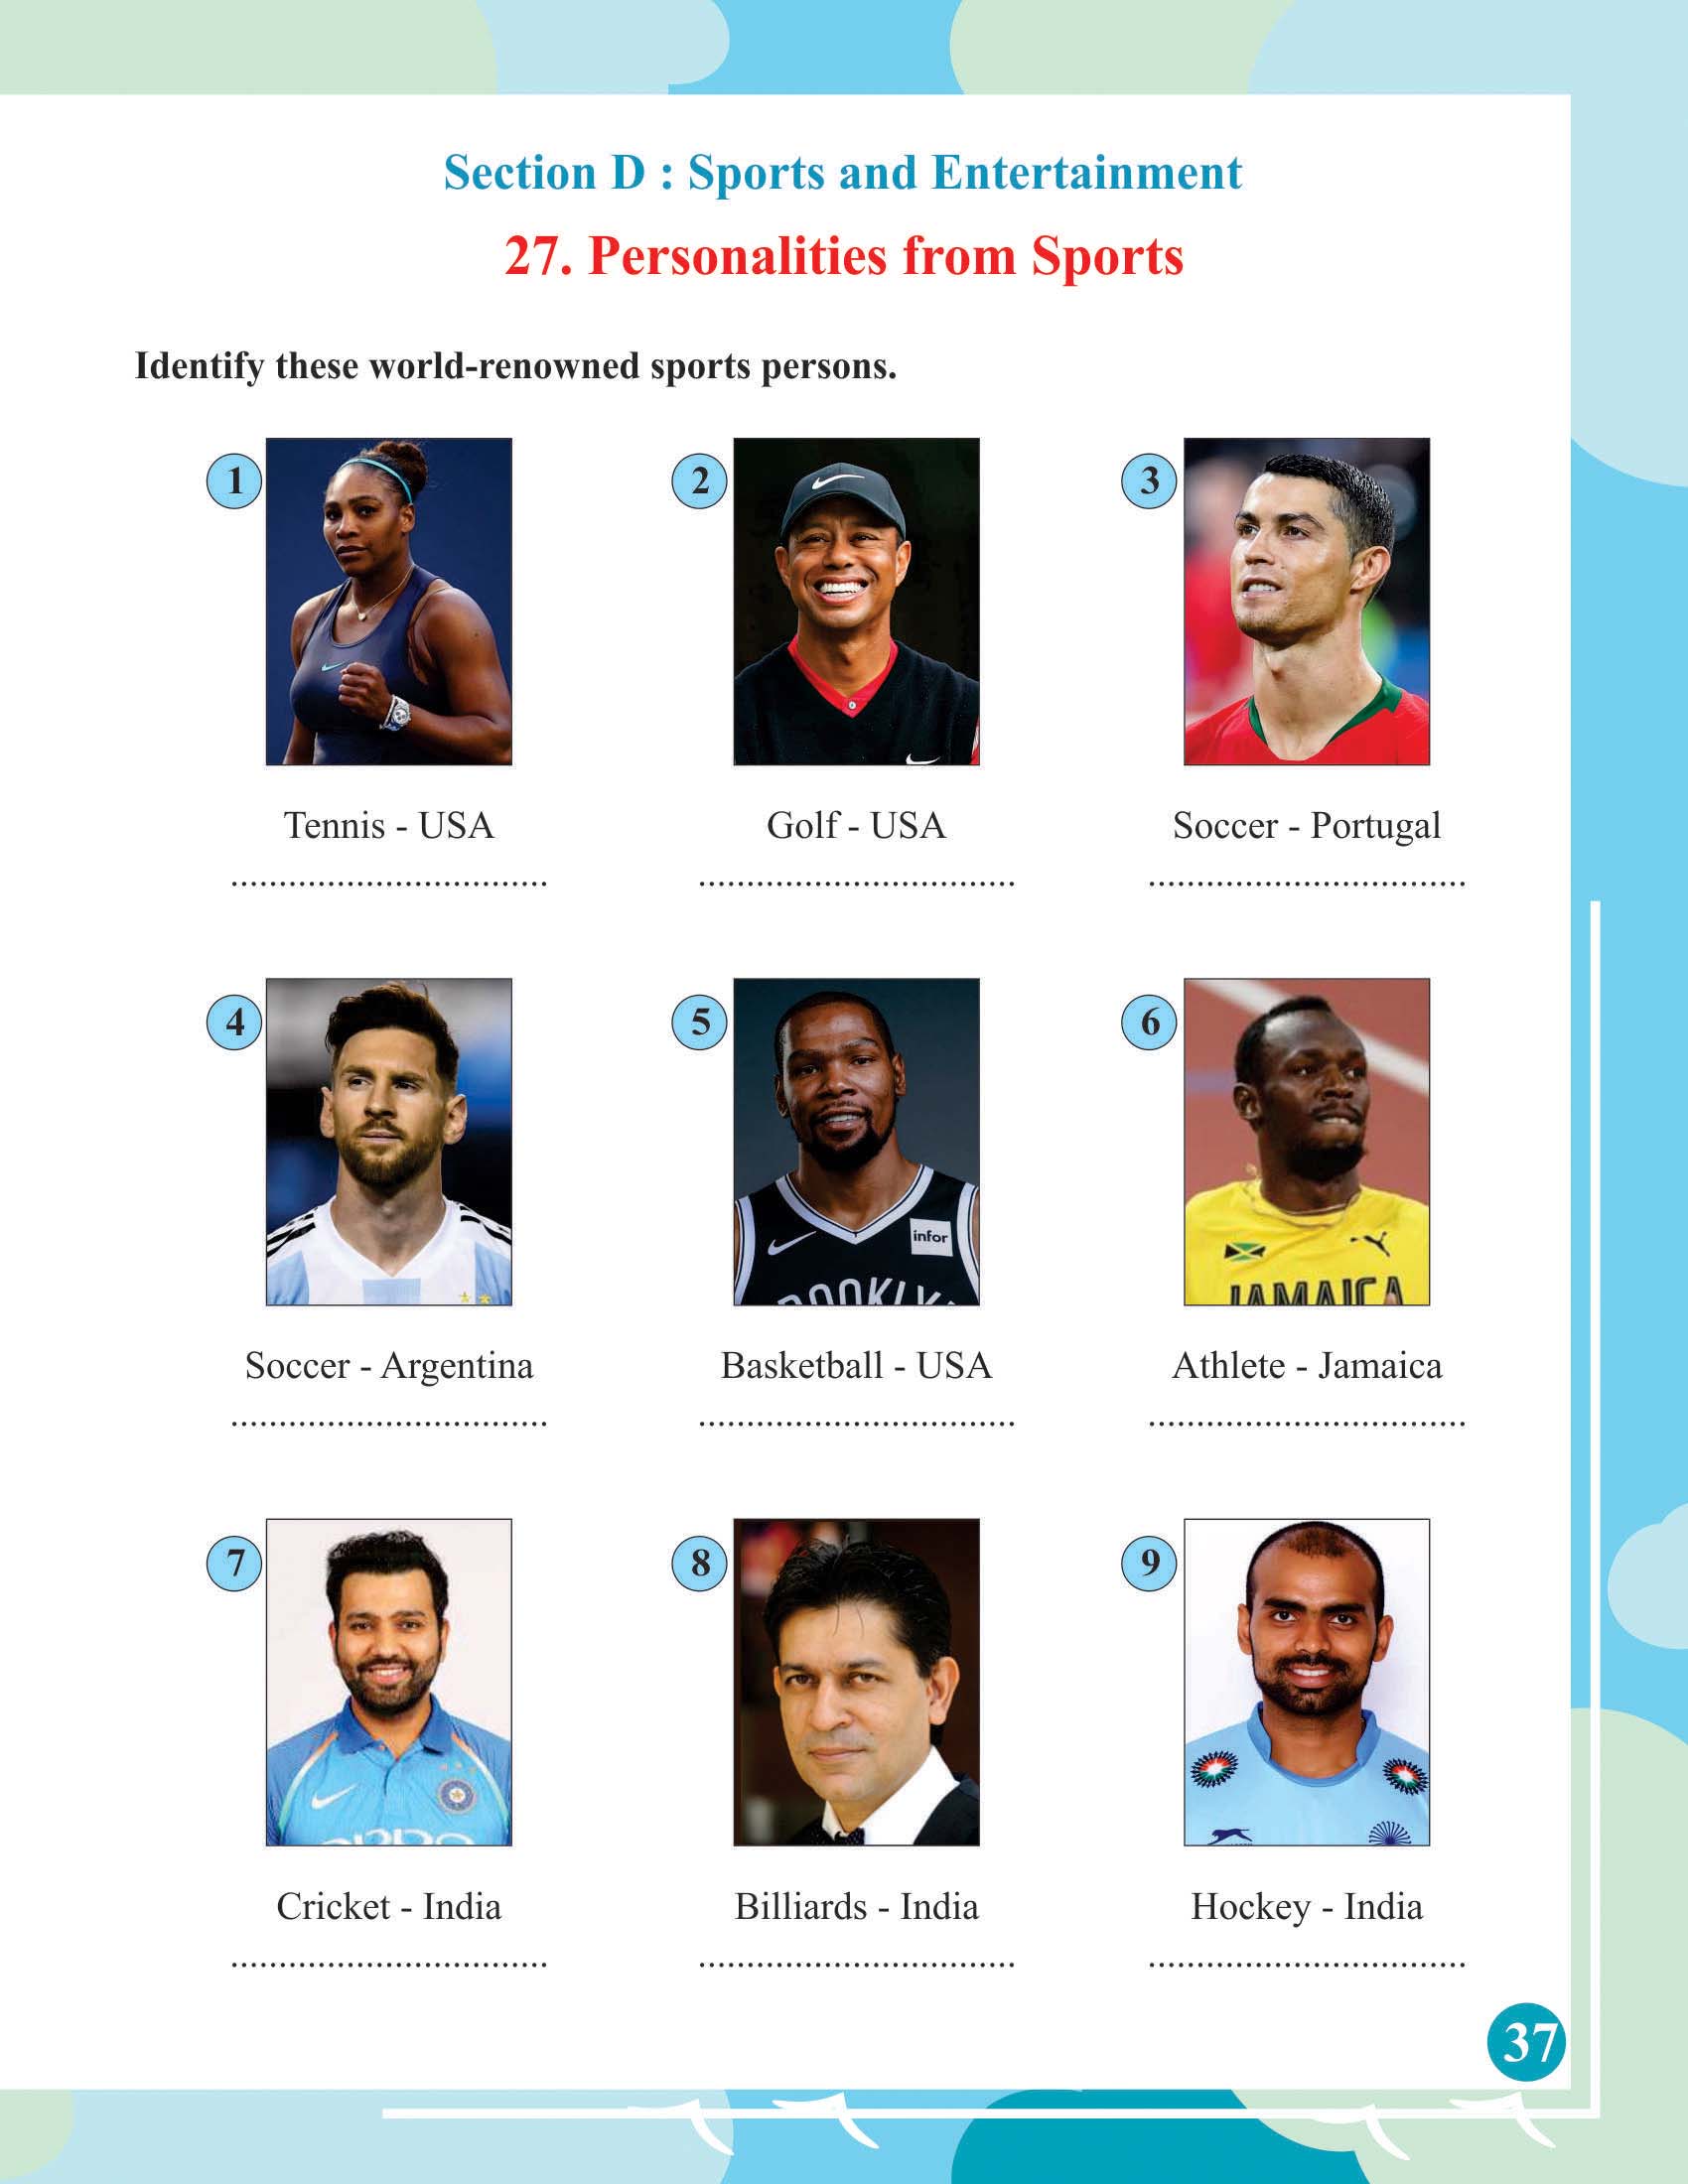 Section D : Sports and Entertainment
27. Personalities from Sports
Identify these world-renowned sports persons.
1
2
3
Tennis - USA
Golf - USA
Soccer - Portugal
4
5
6
infor
ROOKLY
JAMAICA
Soccer - Argentina
Basketball - USA
Athlete - Jamaica
7
8
9
oppo
Cricket - India
Billiards - India
Hockey - India
37